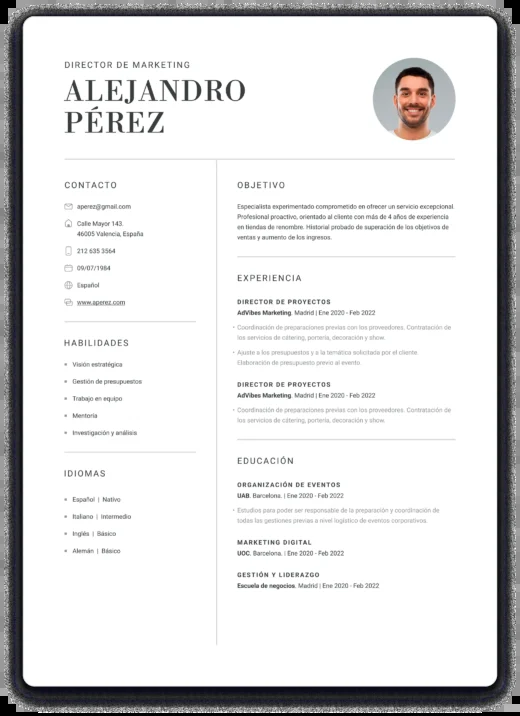 DIRECTOR DE MARKETING
ALEJANDRO
PÉREZ
CONTACTO
aperez@gmail.com
Calle Mayor 143.
46005 Valencia, España
212 635 3564
09/07/1984
Español
www.aperez.com
HABILIDADES
Visión estratégica
Gestión de presupuestos
Trabajo en equipo
Mentoria
Investigación y análisis
IDIOMAS
Español | Nativo
Italiano | Intermedio
Inglés | Básico
Alemán | Básico
OBJETIVO
Especialista experimentado comprometido en ofrecer un servicio excepcional.
Profesional proactivo, orientado al cliente con más de 4 años de experiencia
en tiendas de renombre. Historial probado de superación de los objetivos de
ventas y aumento de los ingresos.
EXPERIENCIA
DIRECTOR DE PROYECTOS
AdVibes Marketing. Madrid | Ene 2020 - Feb 2022
• Coordinación de preparaciones previas con los proveedores. Contratación de
los servicios de cátering, portería, decoración y show.
• Ajuste a los presupuestos y a la temática solicitada por el cliente
Elaboración de presupuesto previo al evento.
DIRECTOR DE PROYECTOS
AdVibes Marketing. Madrid | Ene 2020 - Feb 2022
• Coordinación de preparaciones previas con los proveedores. Contratación de
los servicios de cátering, portería, decoración y show.
EDUCACIÓN
ORGANIZACIÓN DE EVENTOS
UAB. Barcelona. | Ene 2020 - Feb 2022
• Estudios para poder ser responsable de la preparación y coordinación de
todas las gestiones previas a nivel logístico de eventos corporativos.
MARKETING DIGITAL
UOC. Barcelona. | Ene 2020 - Feb 2022
GESTIÓN Y LIDERAZGO
Escuela de negocios. Madrid | Ene 2020 - Feb 2022